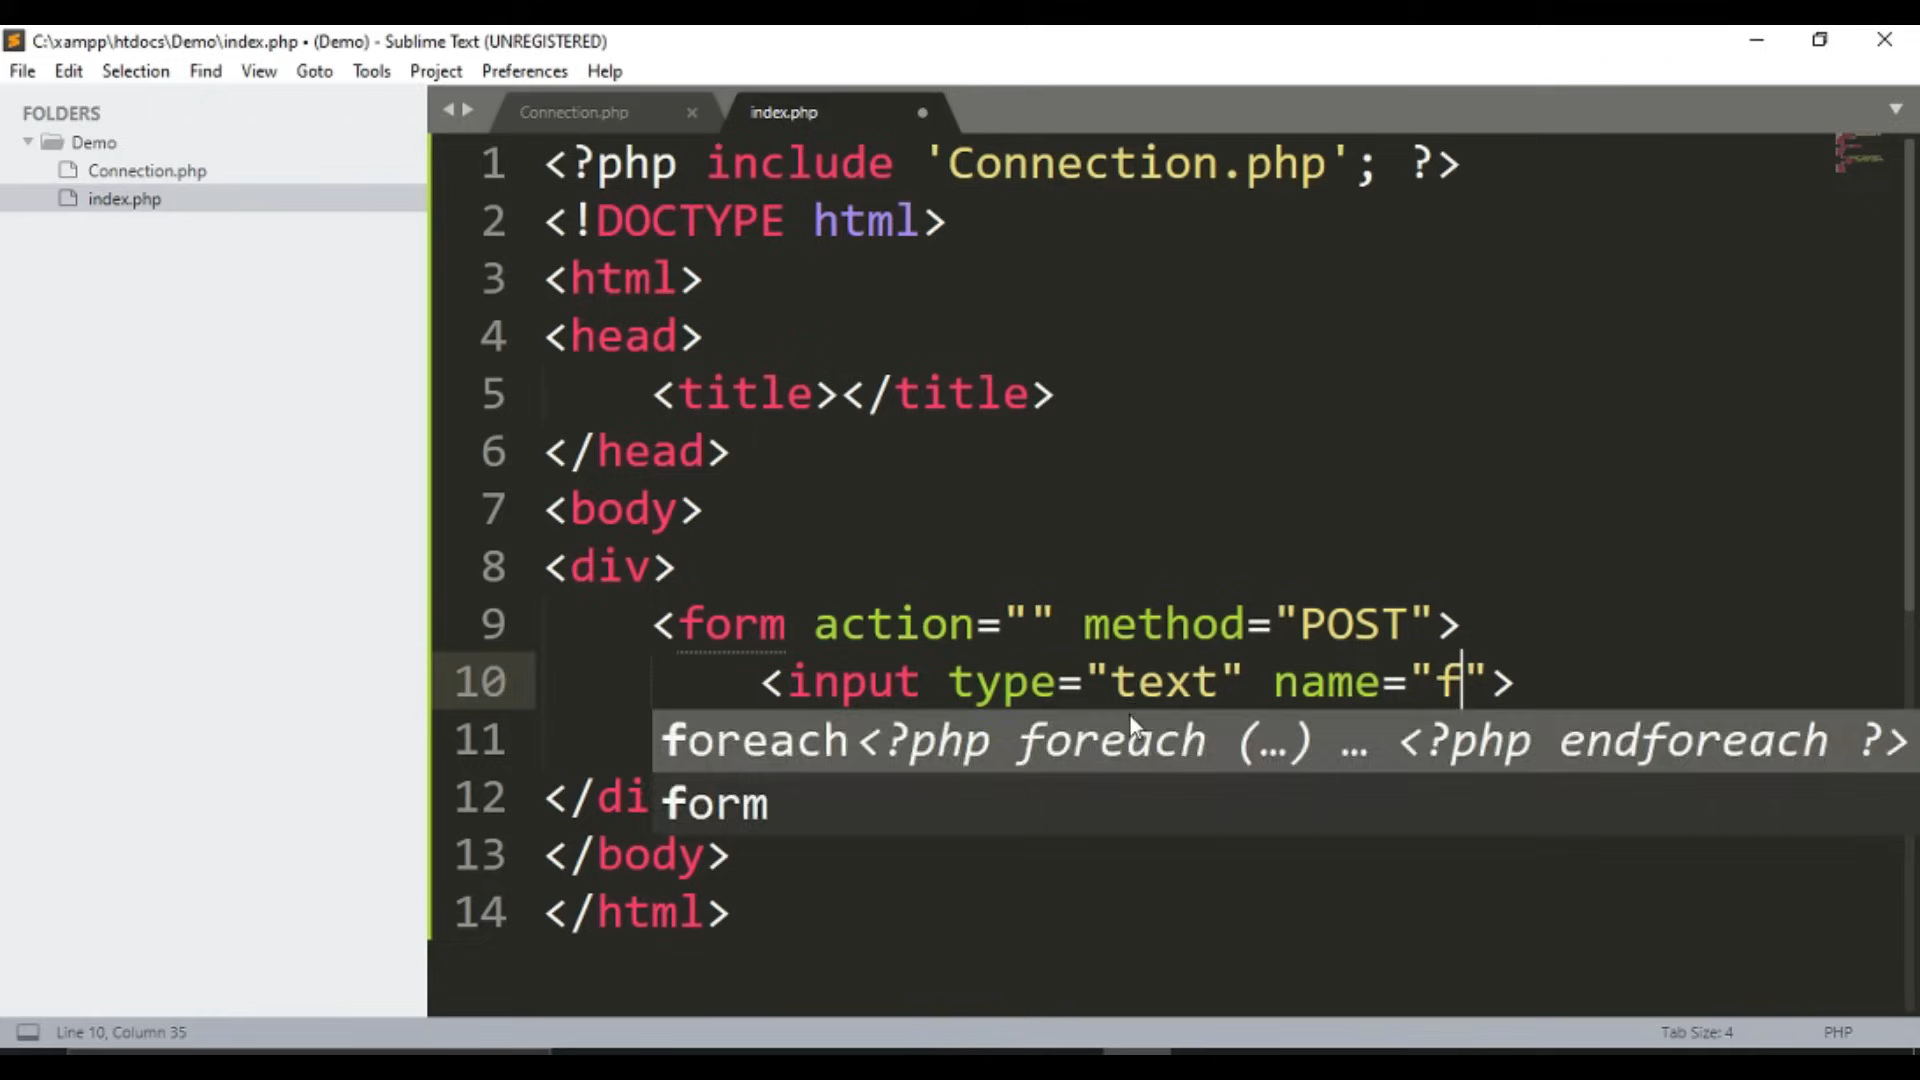 C:\xampp\htdocs\Demo\index.php • (Demo) - Sublime Text (UNREGISTERED)
File Edit Selection Find View Goto Tools Project Preferences Help
FOLDERS
Demo
Connection.php
index.php
Connection.php index.php
1 <?php include 'Connection.php'; ?>
2 <!DOCTYPE html>
3 <html>
4 <head>
5 <title></title>
6 </head>
7 <body>
8 <div>
9 <form action="" method="POST">
10 <input type="text" name="f">
11 foreach <?php foreach (…) … <?php endforeach ?>
12 </di form
13 </body>
14 </html>
Line 10, Column 35 Tab Size: 4 PHP